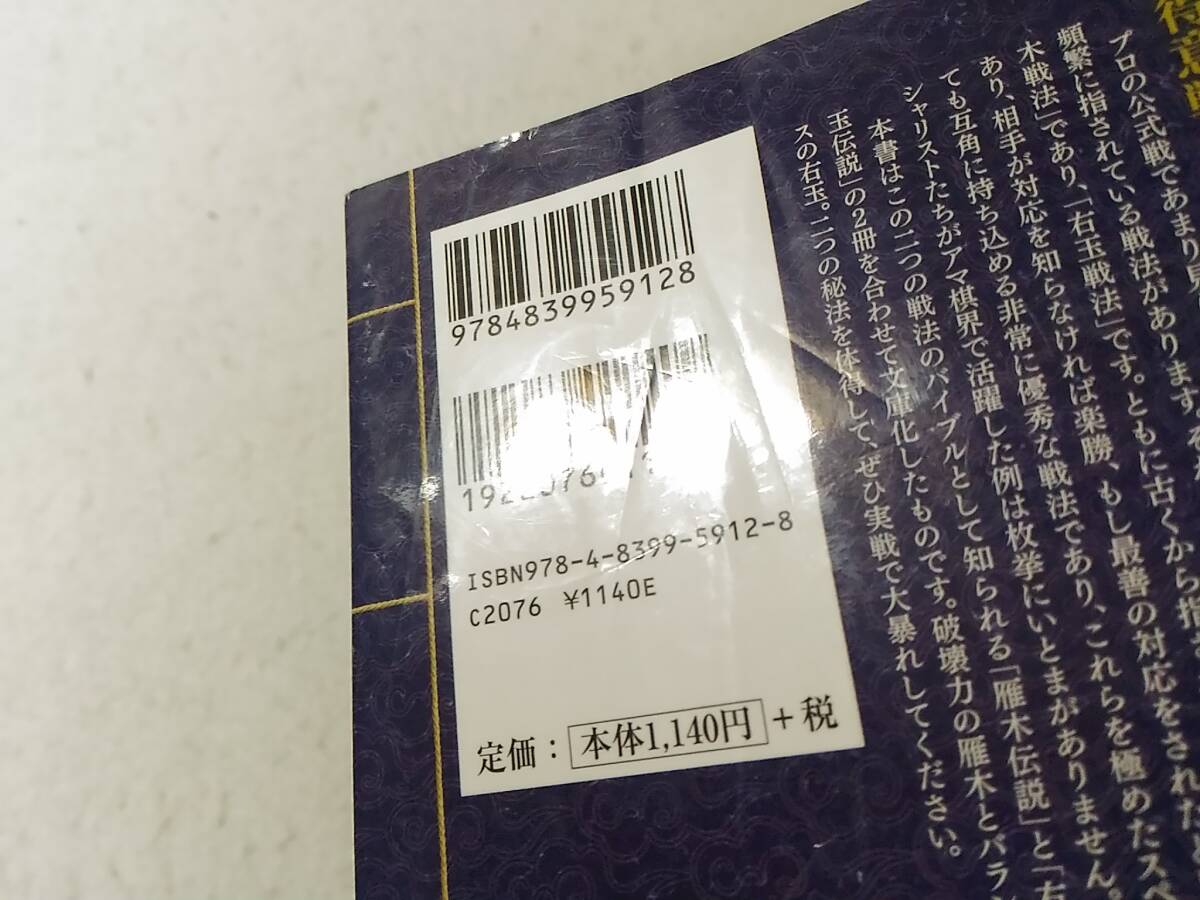 得意
プロの公式戦であまり
頻繁に指されている戦法があります
木戦法」であり、「右玉戦法」です。ともに古くから指
あり、相手が対応を知らなければ楽勝、もし最善の対応をされた
ても互角に持ち込める非常に優秀な戦法であり、これらを極めたスペ
シャリストたちがアマ棋界で活躍した例は枚挙にいとまがありません。
本書はこの二つの戦法のバイブルとして知られる「雁木伝説」と「右
玉伝説」の2冊を合わせて文庫化したものです。破壊力の雁木とバラン
スの右玉。二つの秘法を体得して、ぜひ実戦で大暴れしてください。
9784839959128
ISBN978-4-8399-5912-8
C2076 ¥1140E
定価：本体1,140円+税